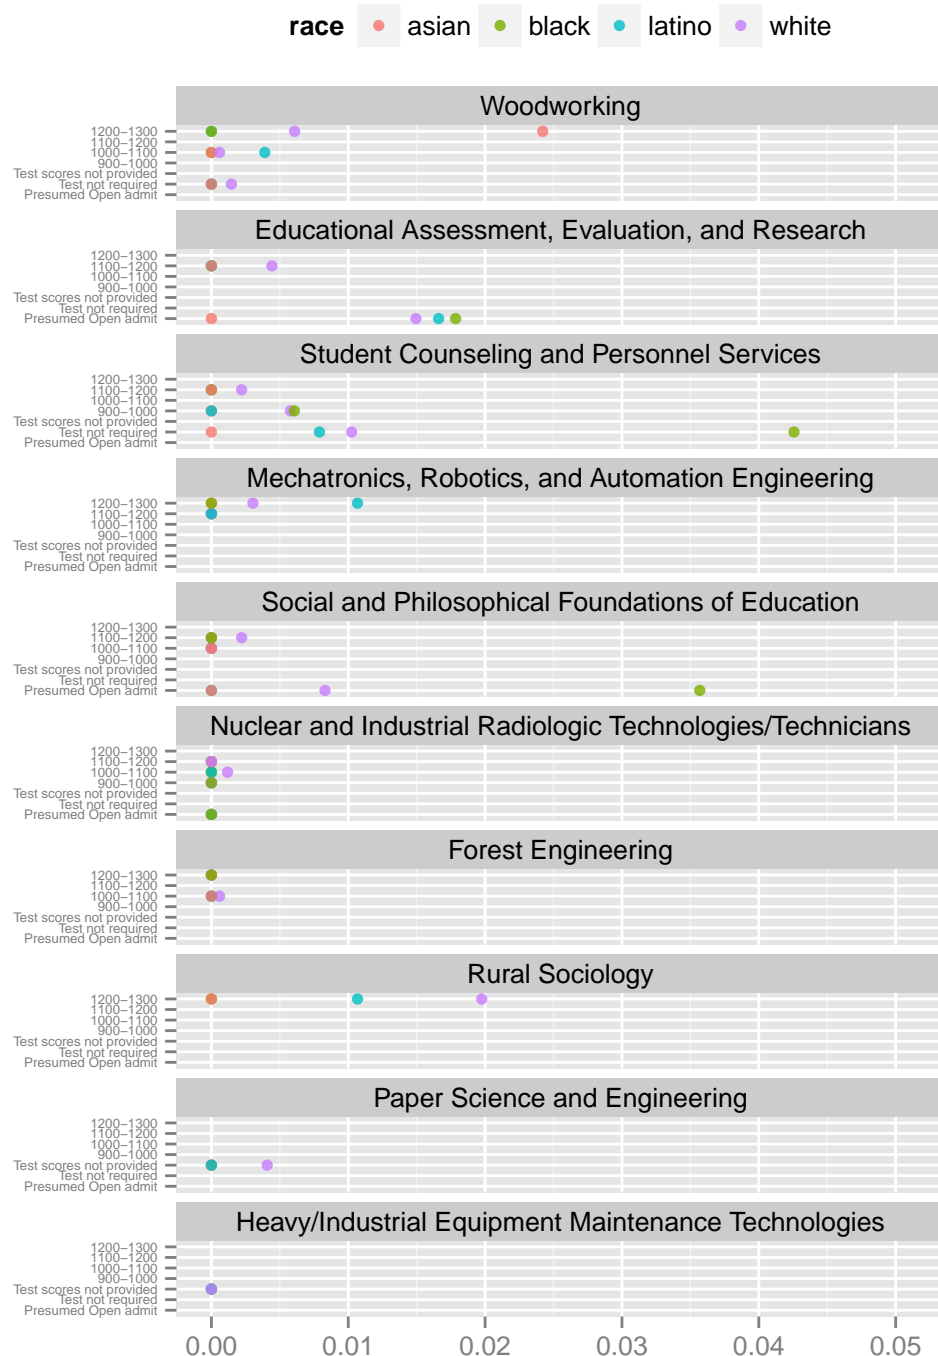 race asian black latino white
Woodworking
1200–1300
1100–1200
1000–1100
900–1000
Test scores not provided
Test not required
Presumed Open admit
Educational Assessment, Evaluation, and Research
1200–1300
1100–1200
1000–1100
900–1000
Test scores not provided
Test not required
Presumed Open admit
Student Counseling and Personnel Services
1200–1300
1100–1200
1000–1100
900–1000
Test scores not provided
Test not required
Presumed Open admit
Mechatronics, Robotics, and Automation Engineering
1200–1300
1100–1200
1000–1100
900–1000
Test scores not provided
Test not required
Presumed Open admit
Social and Philosophical Foundations of Education
1200–1300
1100–1200
1000–1100
900–1000
Test scores not provided
Test not required
Presumed Open admit
Nuclear and Industrial Radiologic Technologies/Technicians
1200–1300
1100–1200
1000–1100
900–1000
Test scores not provided
Test not required
Presumed Open admit
Forest Engineering
1200–1300
1100–1200
1000–1100
900–1000
Test scores not provided
Test not required
Presumed Open admit
Rural Sociology
1200–1300
1100–1200
1000–1100
900–1000
Test scores not provided
Test not required
Presumed Open admit
Paper Science and Engineering
1200–1300
1100–1200
1000–1100
900–1000
Test scores not provided
Test not required
Presumed Open admit
Heavy/Industrial Equipment Maintenance Technologies
1200–1300
1100–1200
1000–1100
900–1000
Test scores not provided
Test not required
Presumed Open admit
0.00 0.01 0.02 0.03 0.04 0.05